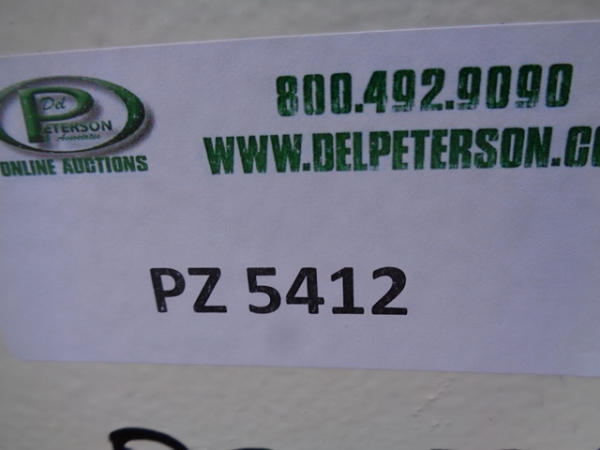 Del
PETERSON
Associates
ONLINE AUCTIONS
800.492.9090
WWW.DELPETERSON.CO
PZ 5412